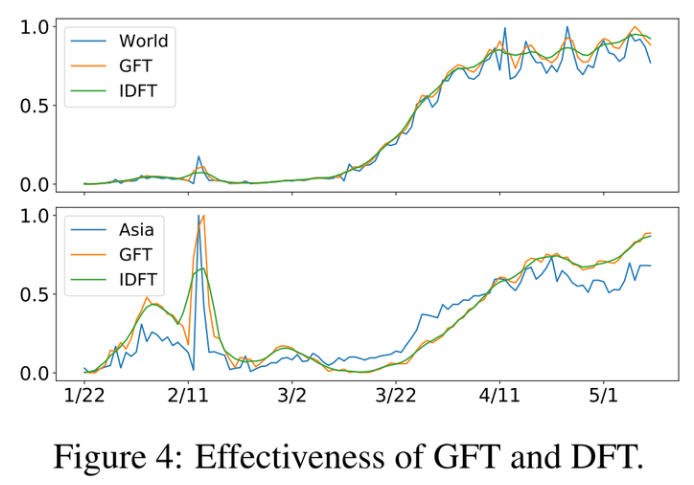 1.0
World
GFT
IDFT
0.5
0.0
1.0
Asia
GFT
IDFT
0.5
0.0
1/22 2/11 3/2 3/22 4/11 5/1
Figure 4: Effectiveness of GFT and DFT.